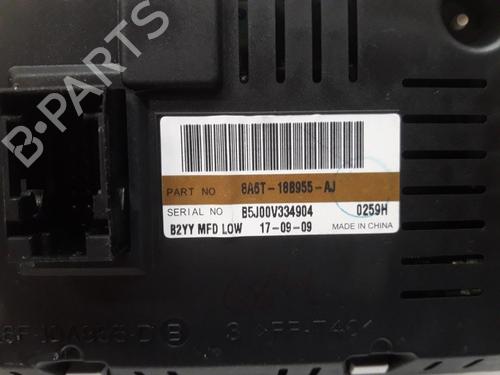 PART NO 8A6T-18B955-AJ
SERIAL NO B5J00V334904 0259H
B2YY MFD LOW 17-09-09 MADE IN CHINA
B-PARTS